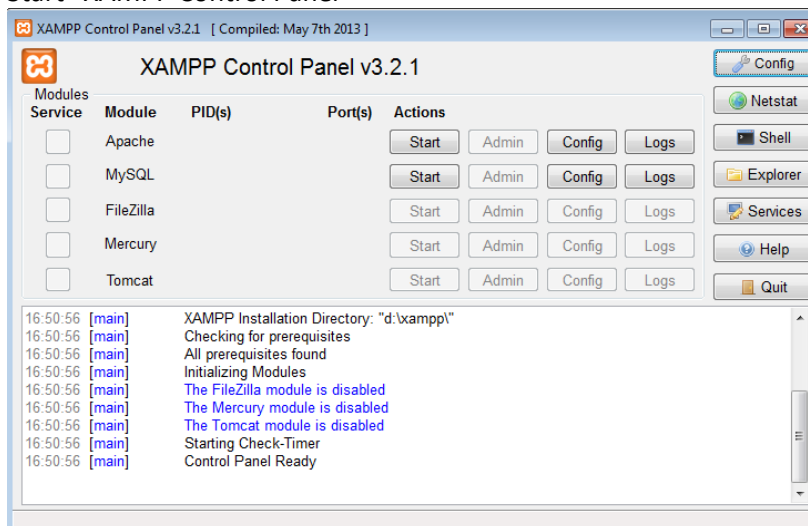 Start XAMPP Control Panel
XAMPP Control Panel v3.2.1 [ Compiled: May 7th 2013 ]
XAMPP Control Panel v3.2.1
Config
Modules
Netstat
Service Module PID(s) Port(s) Actions
Apache Start Admin Config Logs
Shell
MySQL Start Admin Config Logs
Explorer
FileZilla Start Admin Config Logs
Services
Mercury Start Admin Config Logs
Help
Tomcat Start Admin Config Logs
Quit
16:50:56 [main] XAMPP Installation Directory: "d:\xampp\"
16:50:56 [main] Checking for prerequisites
16:50:56 [main] All prerequisites found
16:50:56 [main] Initializing Modules
16:50:56 [main] The FileZilla module is disabled
16:50:56 [main] The Mercury module is disabled
16:50:56 [main] The Tomcat module is disabled
16:50:56 [main] Starting Check-Timer
16:50:56 [main] Control Panel Ready